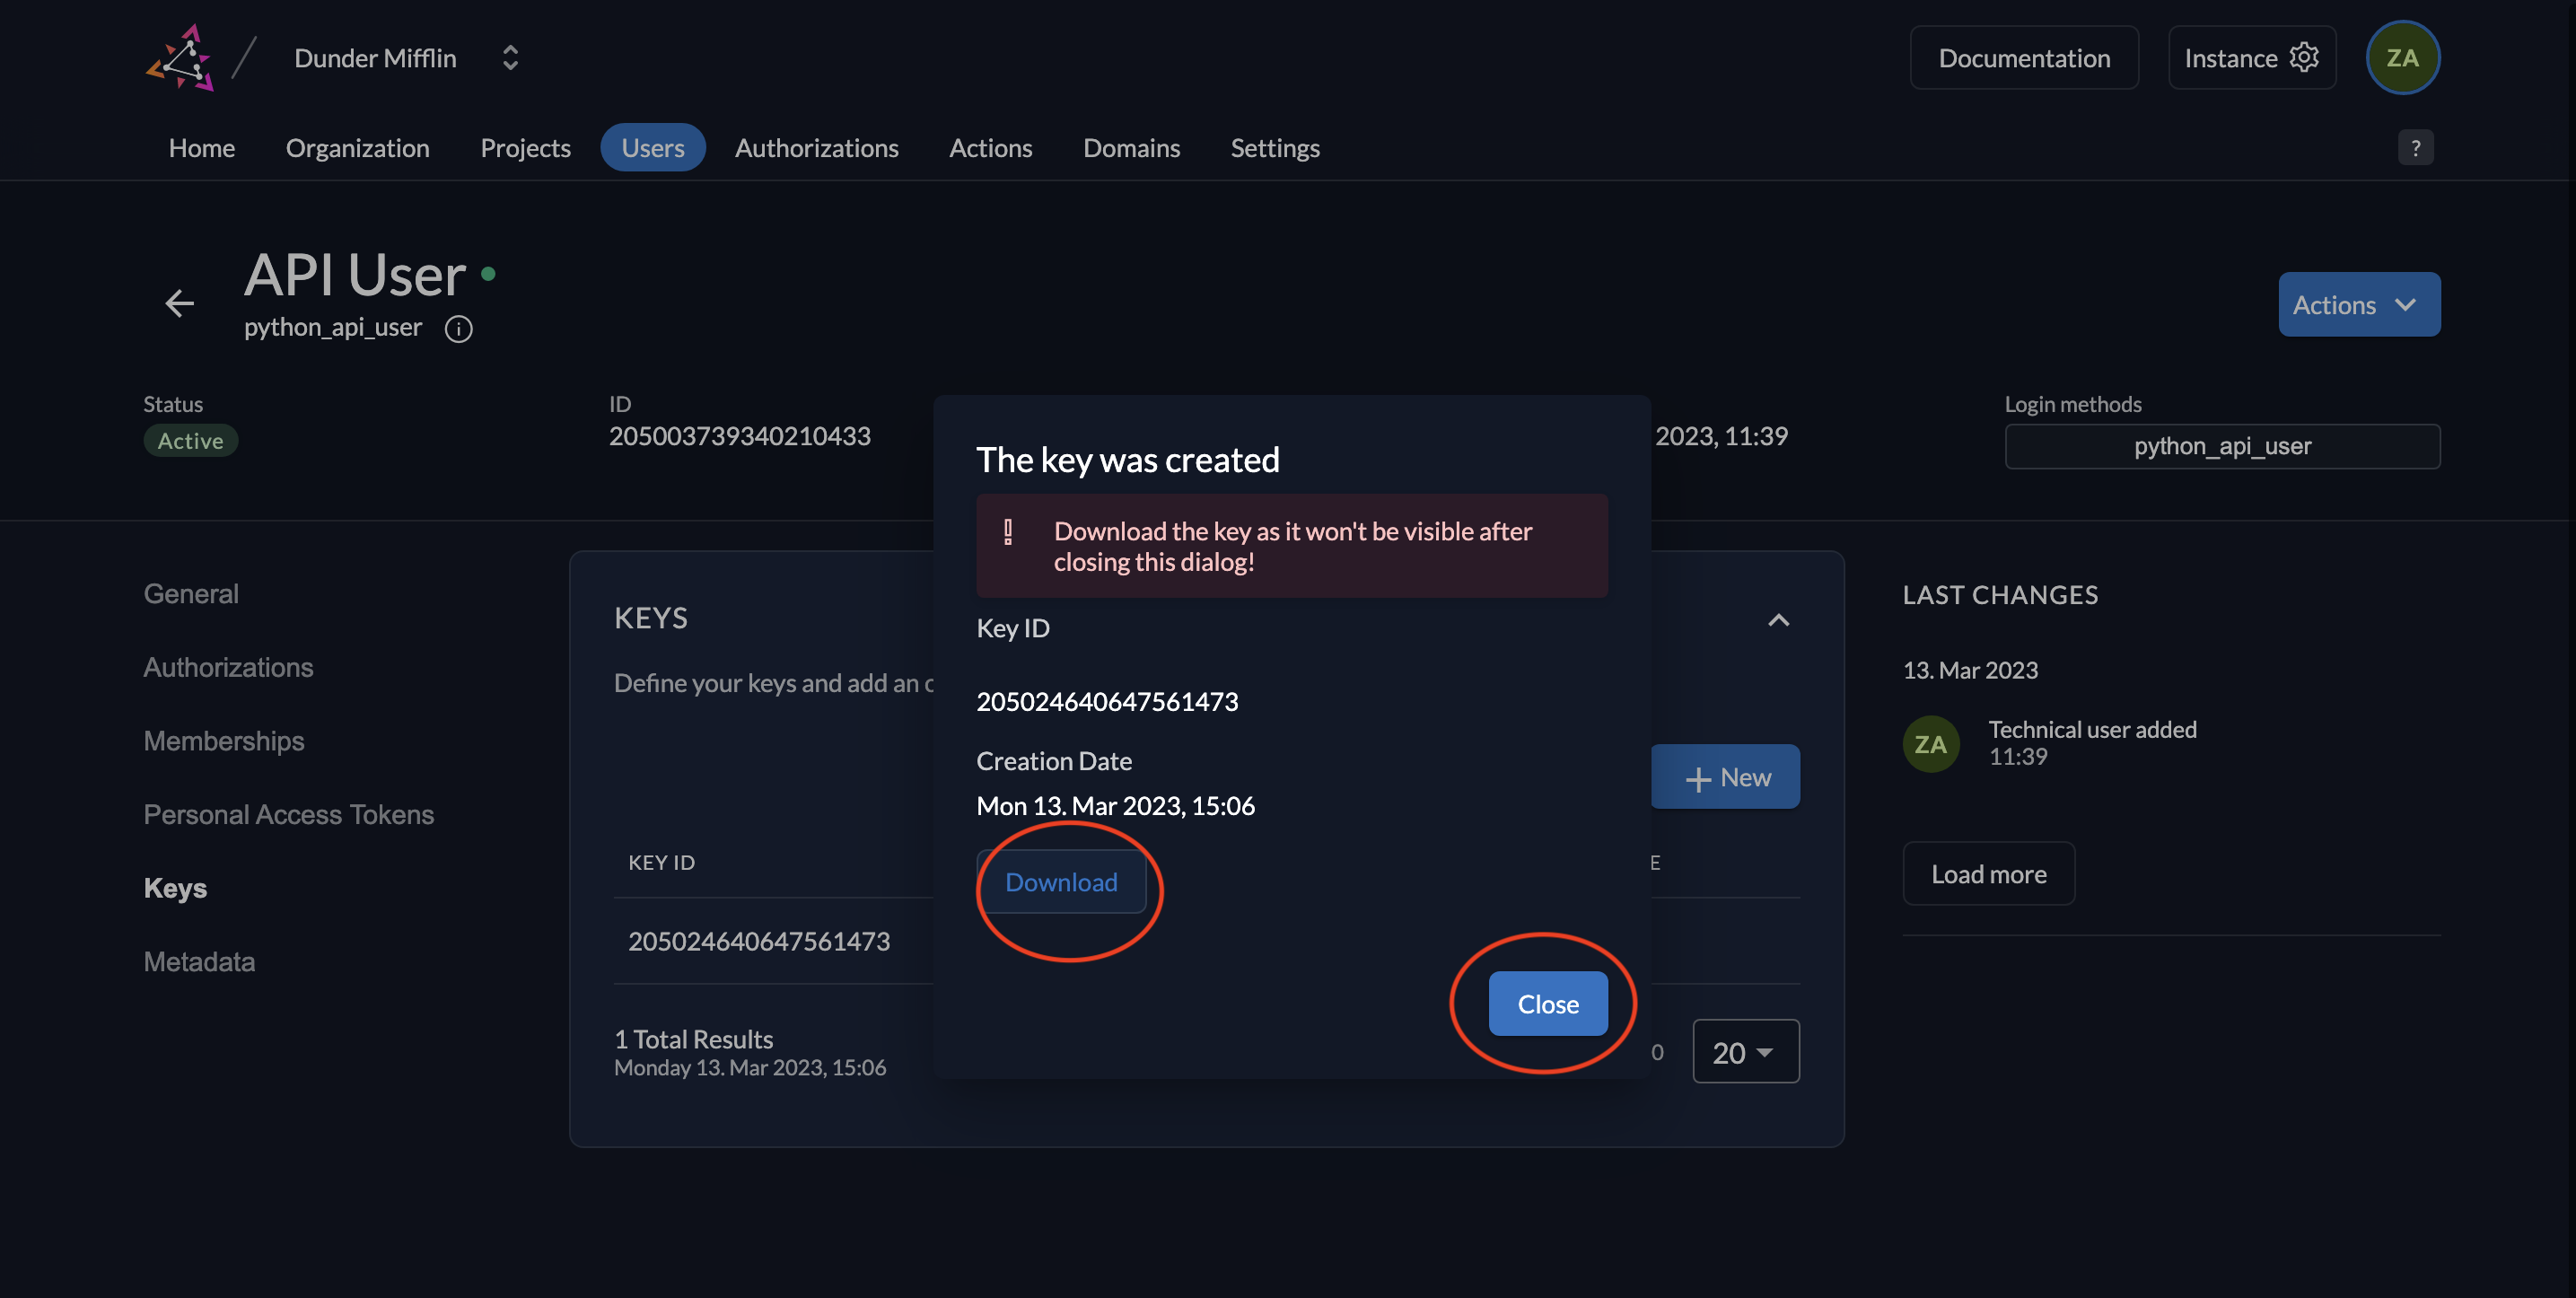 Dunder Mifflin
Documentation
Instance
ZA
Home
Organization
Projects
Users
Authorizations
Actions
Domains
Settings
?
API User
python_api_user
Actions
Status
Active
ID
205003739340210433
2023, 11:39
Login methods
python_api_user
General
Authorizations
Memberships
Personal Access Tokens
Keys
Metadata
KEYS
Define your keys and add an
New
KEY ID
E
205024640647561473
1 Total Results
Monday 13. Mar 2023, 15:06
0
20
The key was created
Download the key as it won't be visible after
closing this dialog!
Key ID
205024640647561473
Creation Date
Mon 13. Mar 2023, 15:06
Download
Close
LAST CHANGES
13. Mar 2023
ZA
Technical user added
11:39
Load more